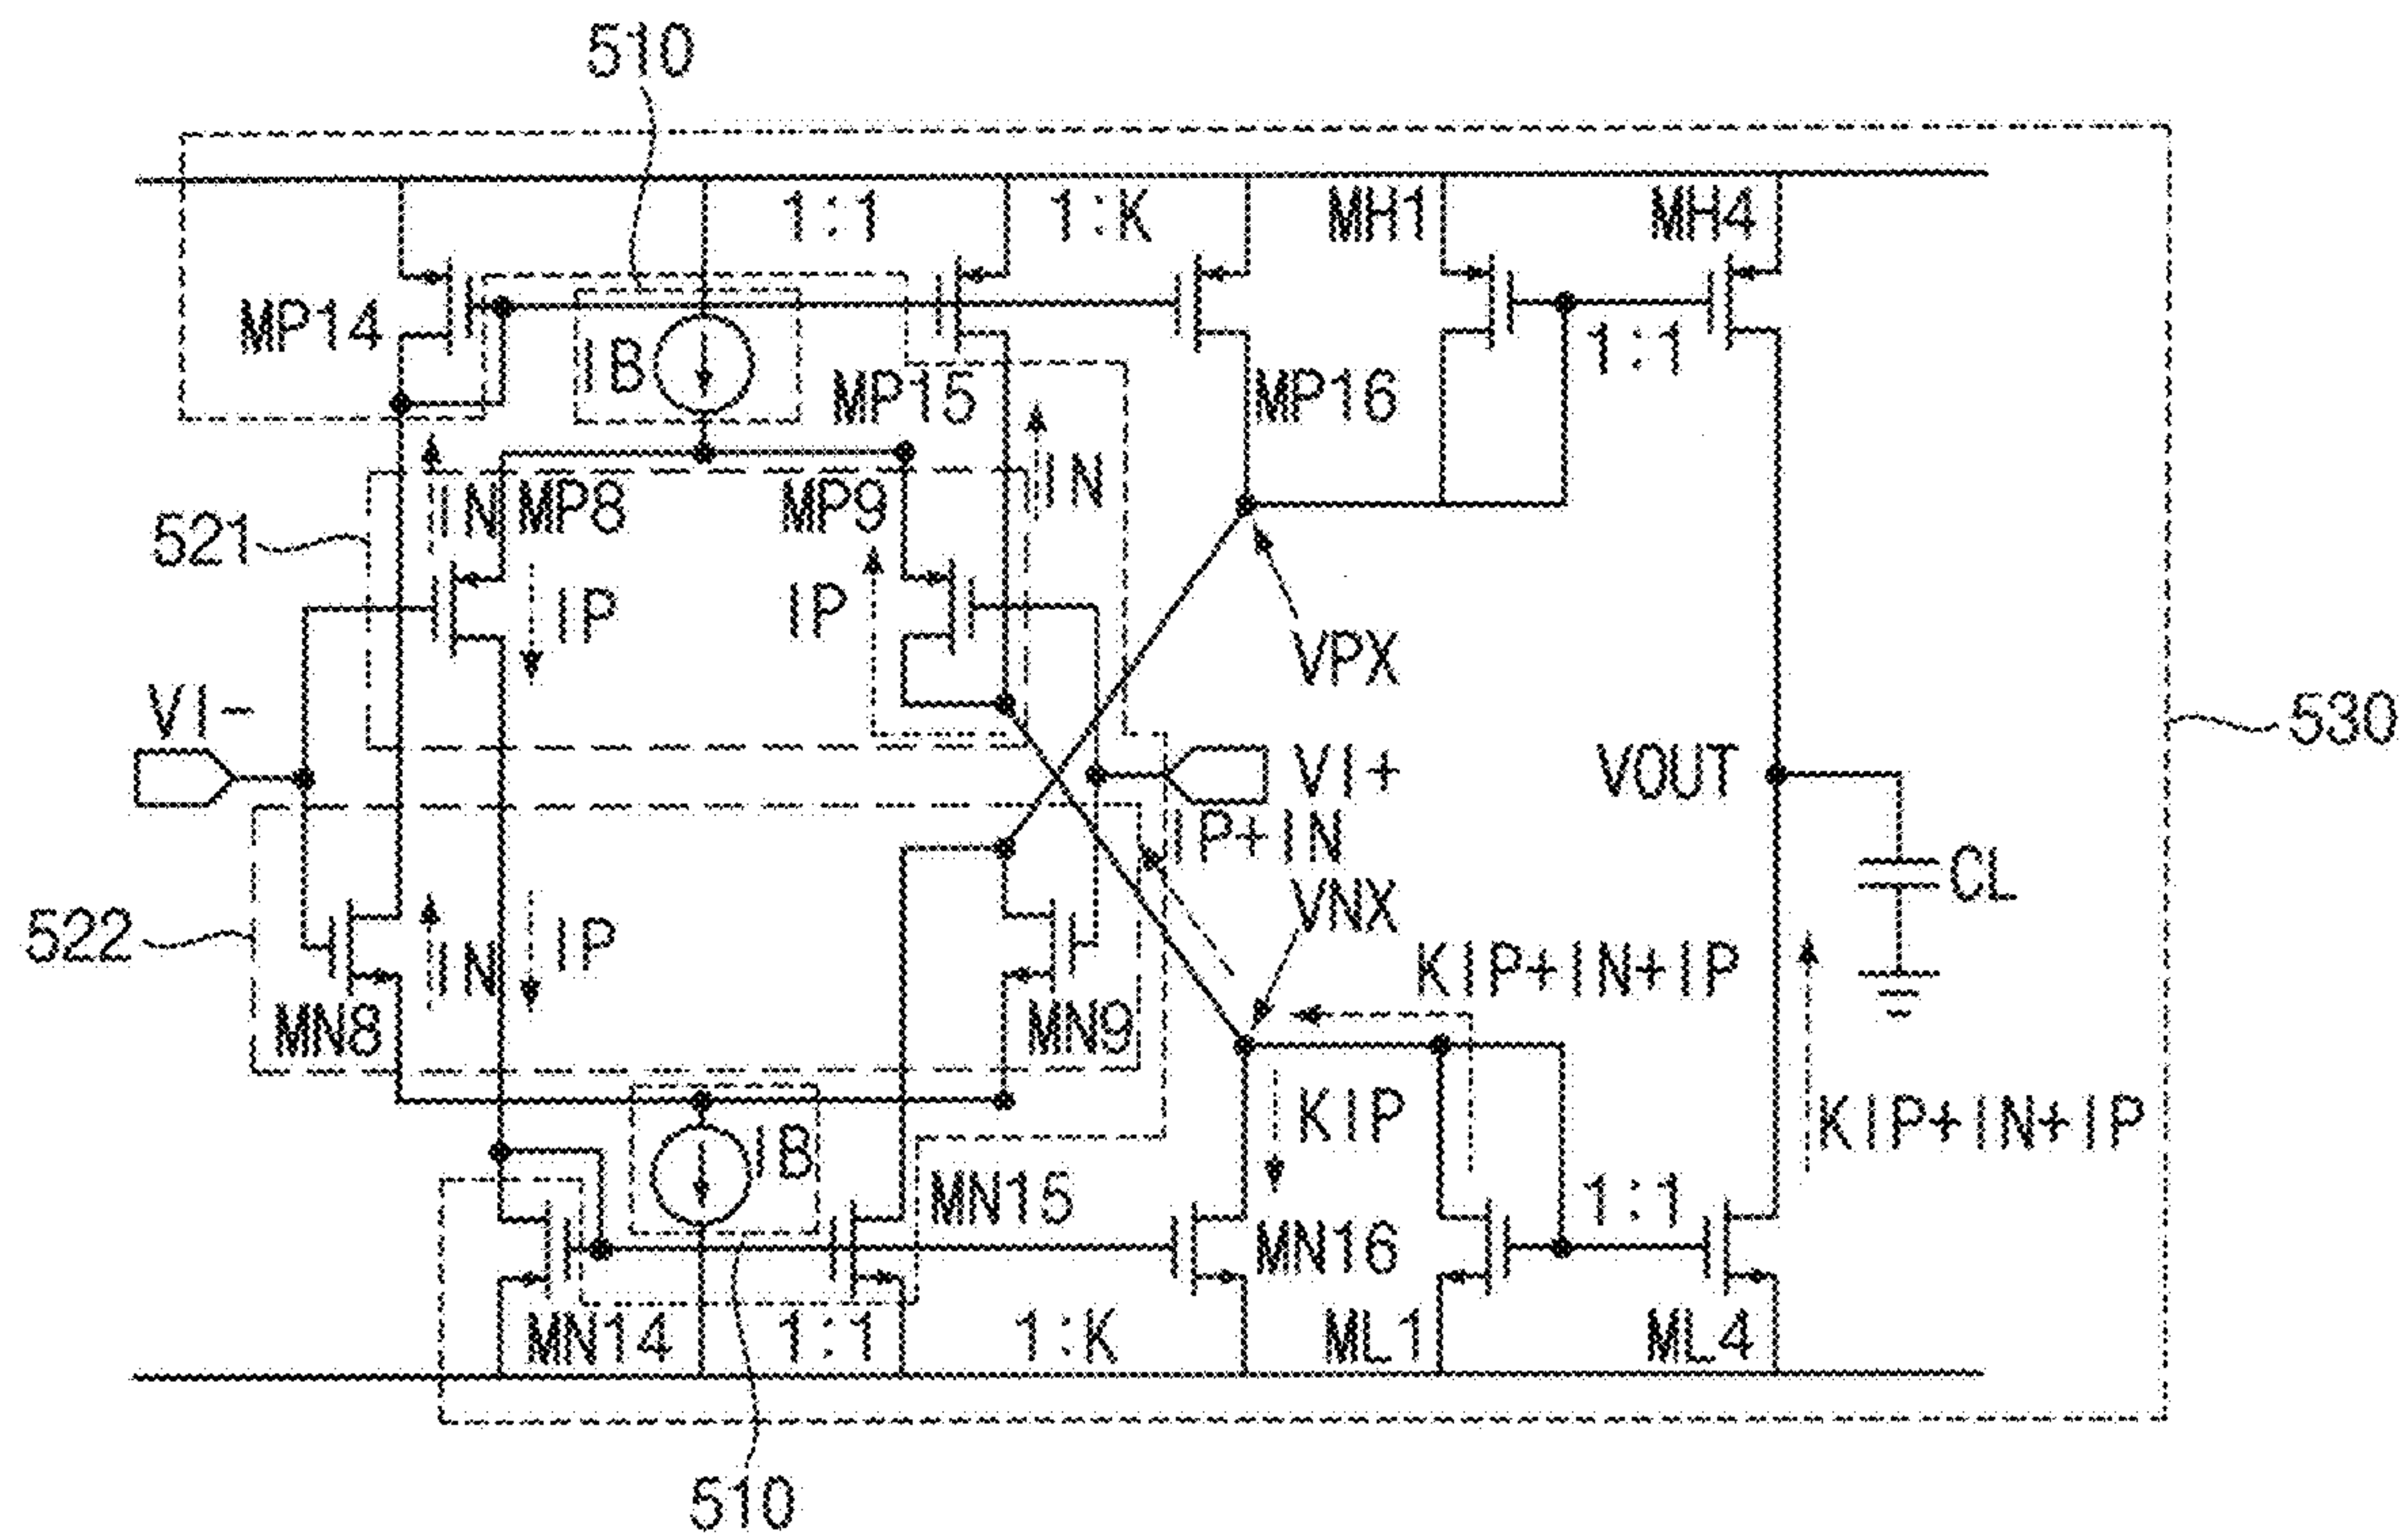 510
1:1
1:K
MH1
MH4
MP14
IB
MP15
MP16
1:1
IN
MP8
MP9
IN
521
IP
IP
VPX
VI-
VI+
VOUT
530
IP+IN
CL
522
IN
IP
VNX
KIP+IN+IP
MN8
MN9
KIP
KIP+IN+IP
IB
MN15
1:1
MN16
MN14
1:1
1:K
ML1
ML4
510